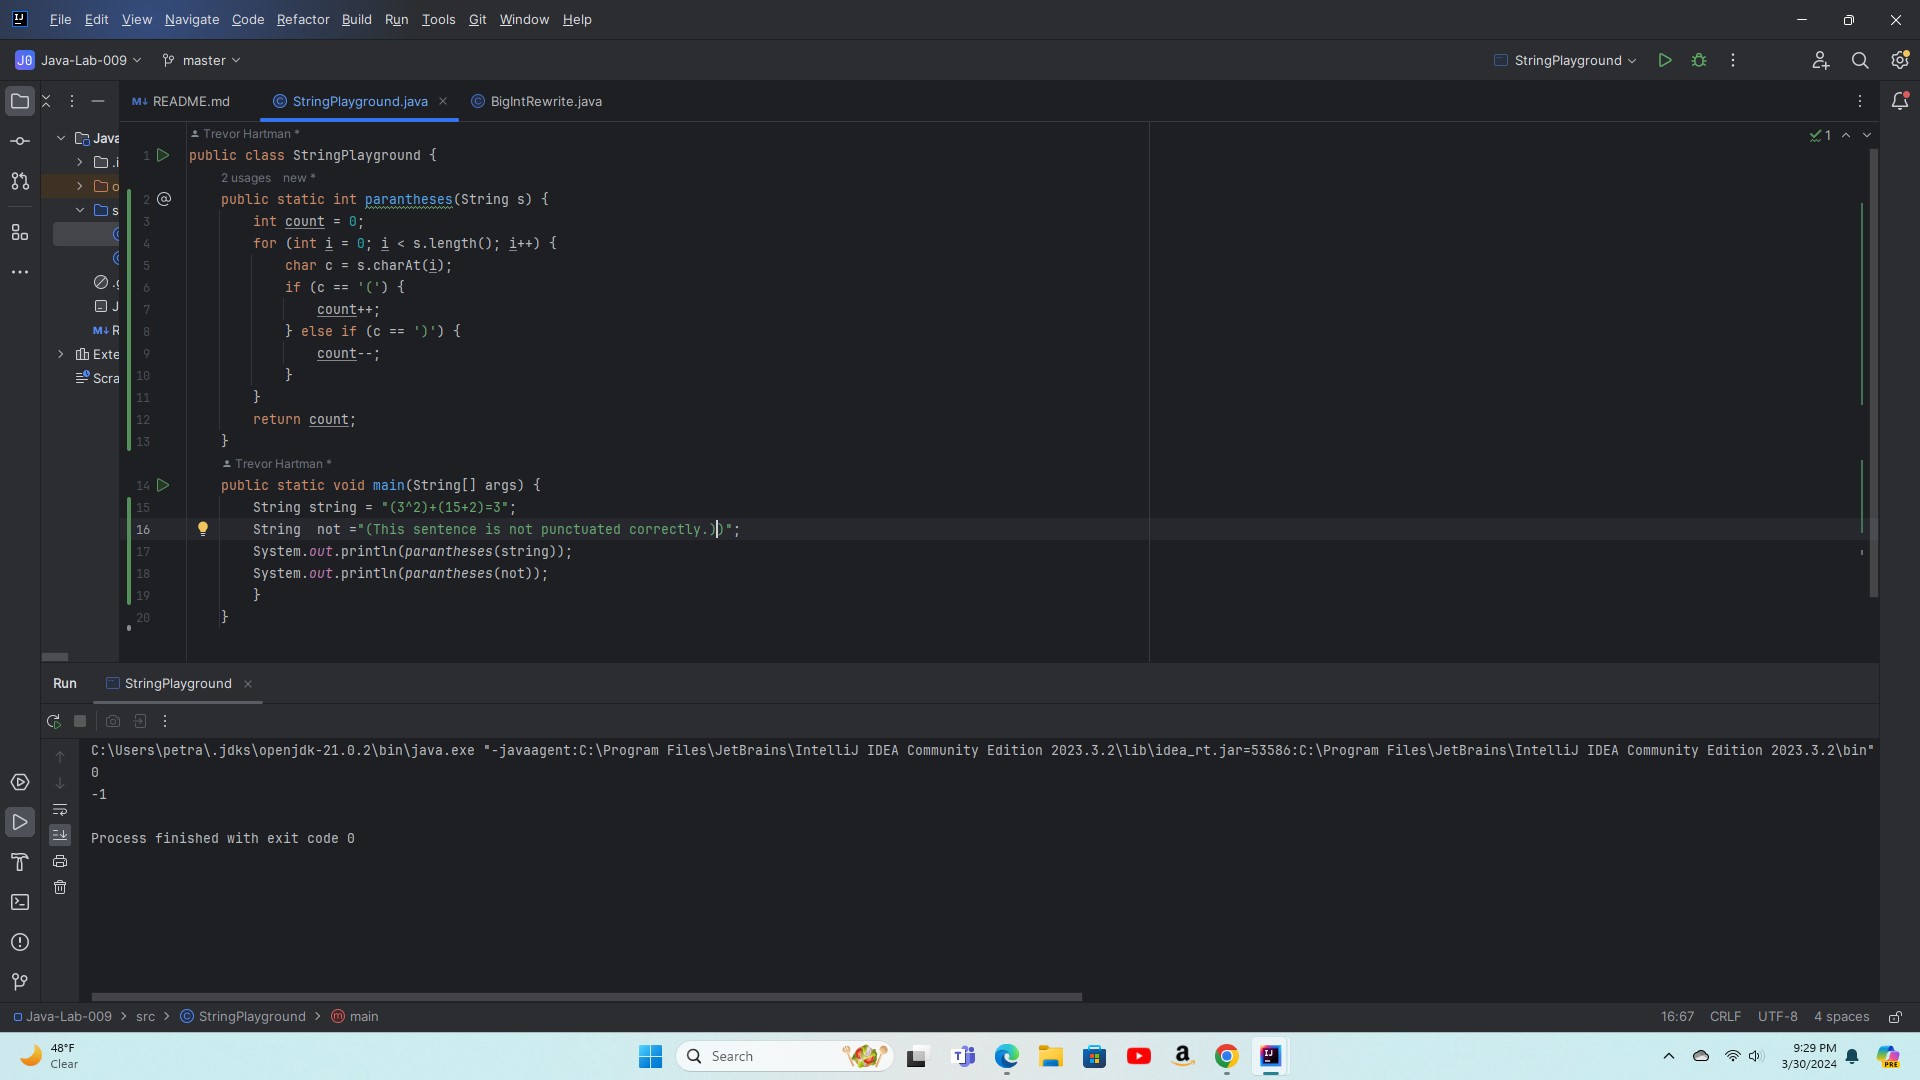 File Edit View Navigate Code Refactor Build Run Tools Git Window Help
J0 Java-Lab-009 master StringPlayground
README.md StringPlayground.java BigIntRewrite.java
Java
.i
o
s
.g
J
R
Exte
Scra
Trevor Hartman *
1 public class StringPlayground {
2 usages new *
2 public static int parantheses(String s) {
3 int count = 0;
4 for (int i = 0; i < s.length(); i++) {
5 char c = s.charAt(i);
6 if (c == '(') {
7 count++;
8 } else if (c == ')') {
9 count--;
10 }
11 }
12 return count;
13 }
Trevor Hartman *
14 public static void main(String[] args) {
15 String string = "(3^2)+(15+2)=3";
16 String  not ="(This sentence is not punctuated correctly.))";
17 System.out.println(parantheses(string));
18 System.out.println(parantheses(not));
19 }
20 }
1
Run StringPlayground
C:\Users\petra\.jdks\openjdk-21.0.2\bin\java.exe "-javaagent:C:\Program Files\JetBrains\IntelliJ IDEA Community Edition 2023.3.2\lib\idea_rt.jar=53586:C:\Program Files\JetBrains\IntelliJ IDEA Community Edition 2023.3.2\bin"
0
-1
Process finished with exit code 0
Java-Lab-009 > src > StringPlayground > main 16:67 CRLF UTF-8 4 spaces
48°F
Clear
Search
9:29 PM
3/30/2024
PRE